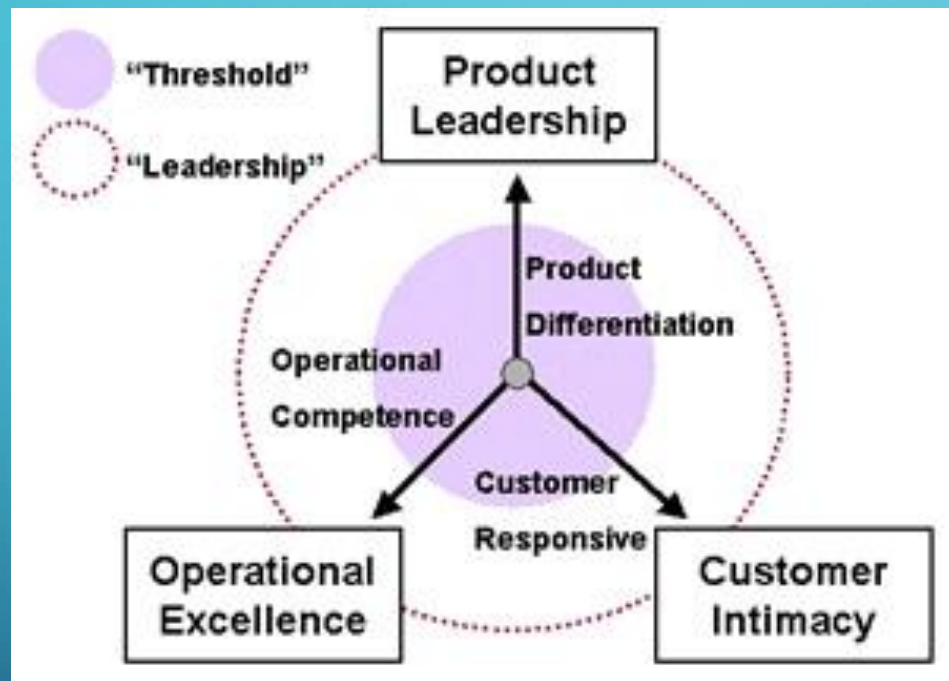 “Threshold”
“Leadership”
Product
Leadership
Product
Differentiation
Operational
Competence
Customer
Responsive
Operational
Excellence
Customer
Intimacy